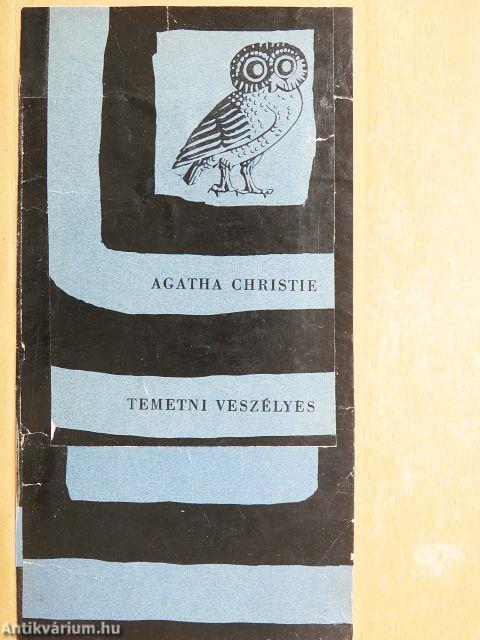 AGATHA CHRISTIE
TEMETNI VESZÉLYES
Antikvárium.hu